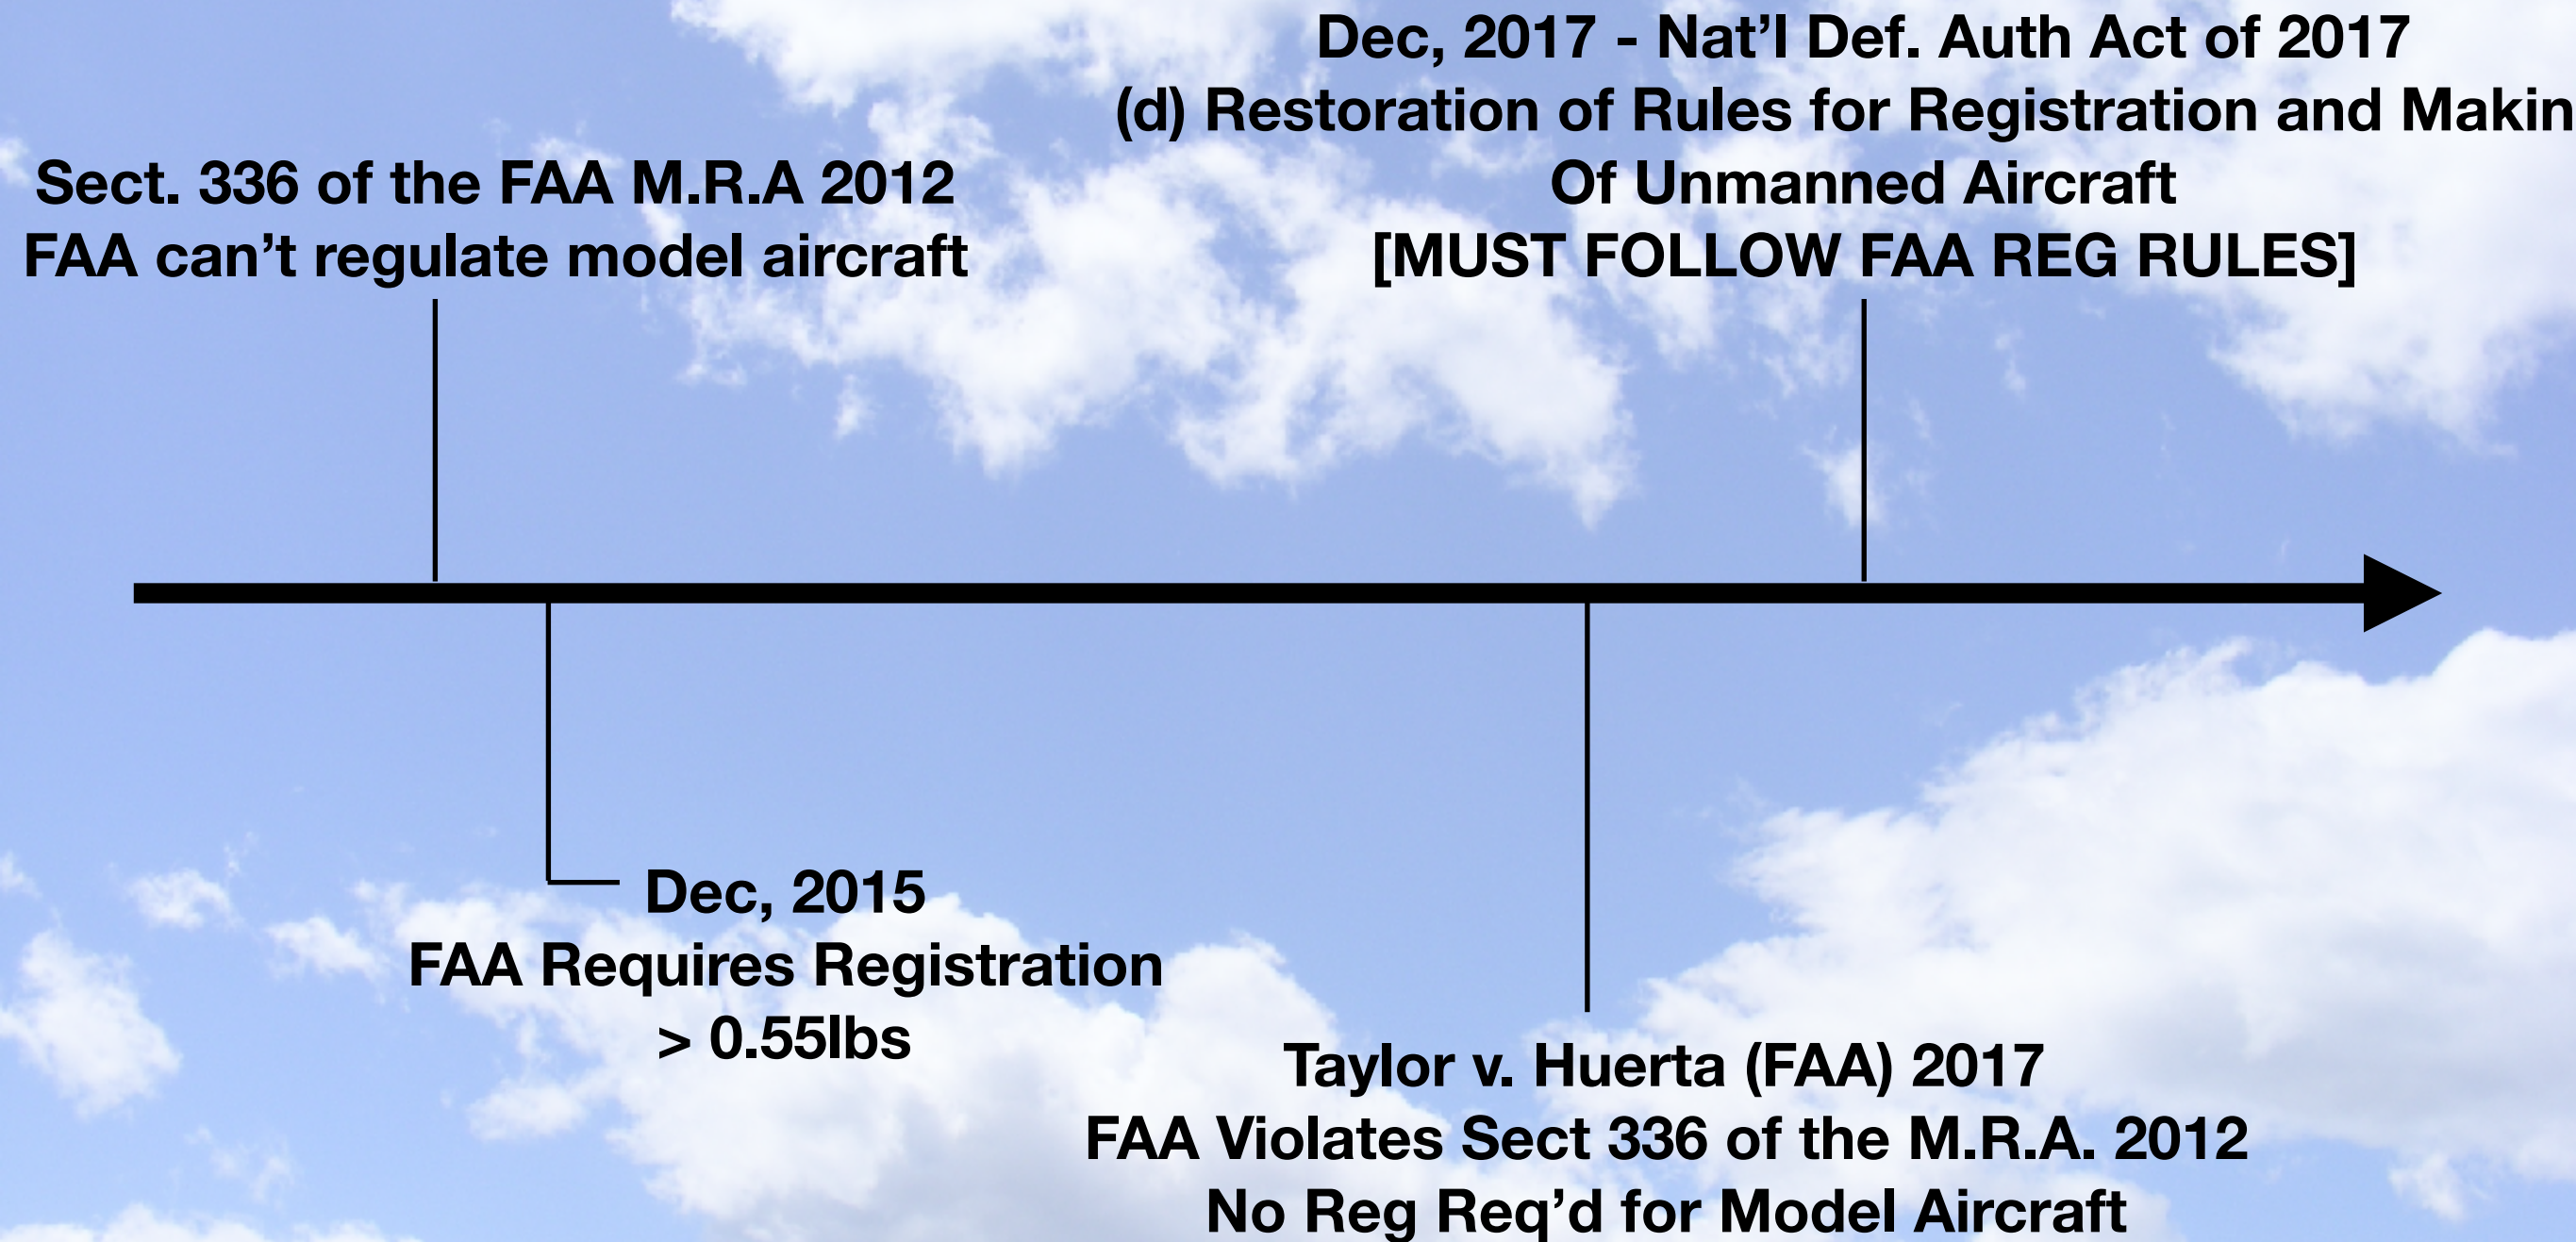 Sect. 336 of the FAA M.R.A 2012
FAA can't regulate model aircraft
Dec, 2015
FAA Requires Registration
> 0.55lbs
Taylor v. Huerta (FAA) 2017
FAA Violates Sect 336 of the M.R.A. 2012
No Reg Req'd for Model Aircraft
Dec, 2017 - Nat'l Def. Auth Act of 2017
(d) Restoration of Rules for Registration and Makin
Of Unmanned Aircraft
[MUST FOLLOW FAA REG RULES]